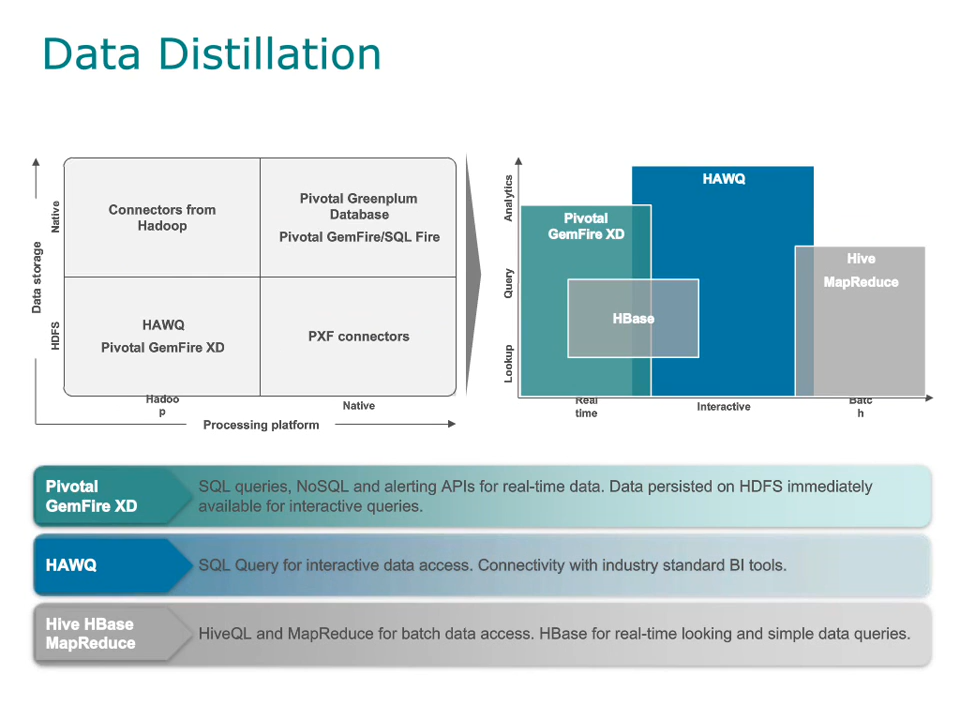 Data Distillation
Data storage
Native
HDFS
Connectors from
Hadoop
Pivotal Greenplum
Database
Pivotal GemFire/SQL Fire
HAWQ
Pivotal GemFire XD
PXF connectors
Hadoo
p
Native
Processing platform
Analytics
Query
Lookup
HAWQ
Pivotal
GemFire XD
Hive
MapReduce
HBase
Real
time
Interactive
Batc
h
Pivotal
GemFire XD
SQL queries, NoSQL and alerting APIs for real-time data. Data persisted on HDFS immediately
available for interactive queries.
HAWQ
SQL Query for interactive data access. Connectivity with industry standard BI tools.
Hive HBase
MapReduce
HiveQL and MapReduce for batch data access. HBase for real-time looking and simple data queries.